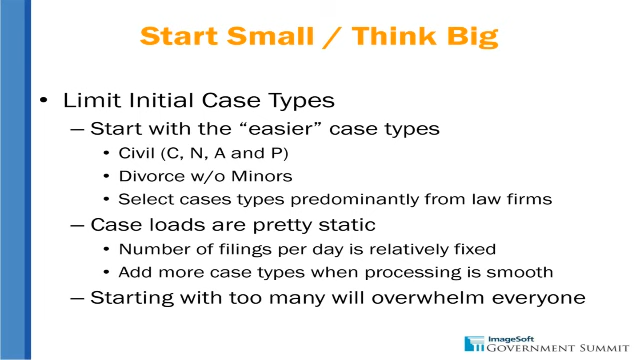 Start Small / Think Big
• Limit Initial Case Types
– Start with the “easier” case types
• Civil (C, N, A and P)
• Divorce w/o Minors
• Select cases types predominantly from law firms
– Case loads are pretty static
• Number of filings per day is relatively fixed
• Add more case types when processing is smooth
– Starting with too many will overwhelm everyone
ImageSoft
GOVERNMENT SUMMIT